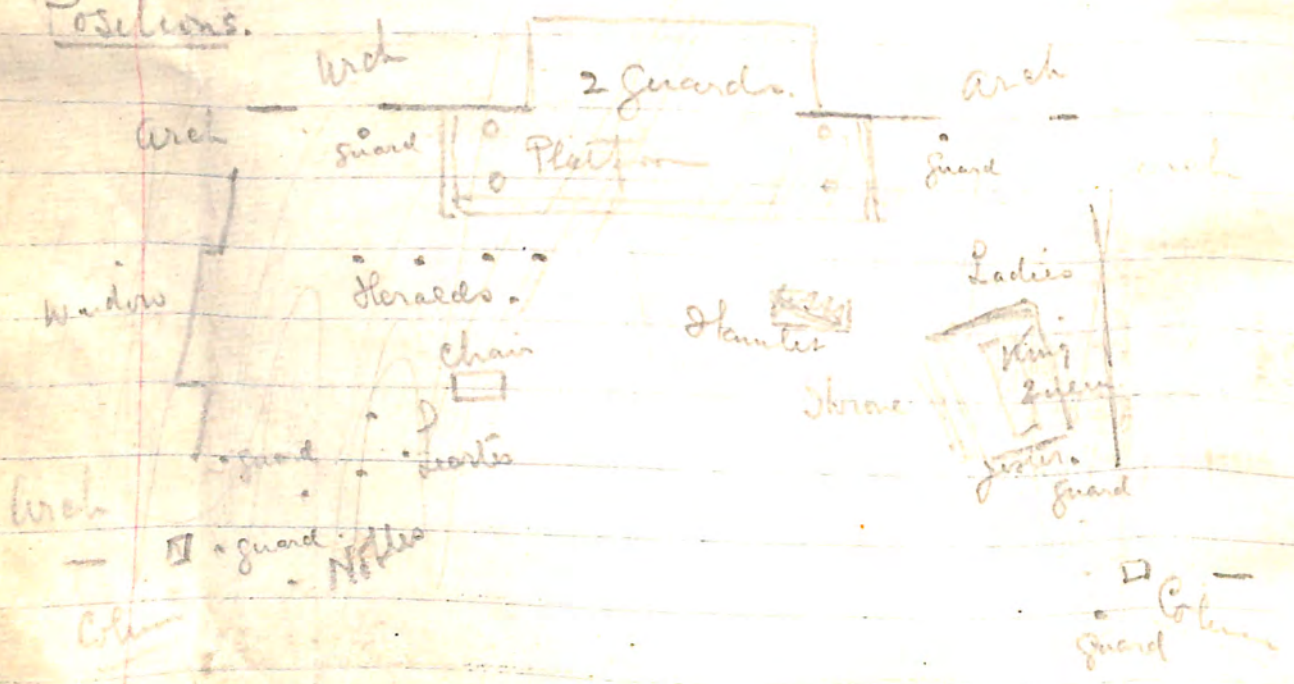 Positions.
Arch
2 Guards.
Arch
Arch
guard
Platform
guard
Ladies
Window
Heralds.
Hamlet
King
Chair
Queen
Throne
Laertes
guard
Jester.
guard
Arch
guard
Nobles
Column
Column
guard